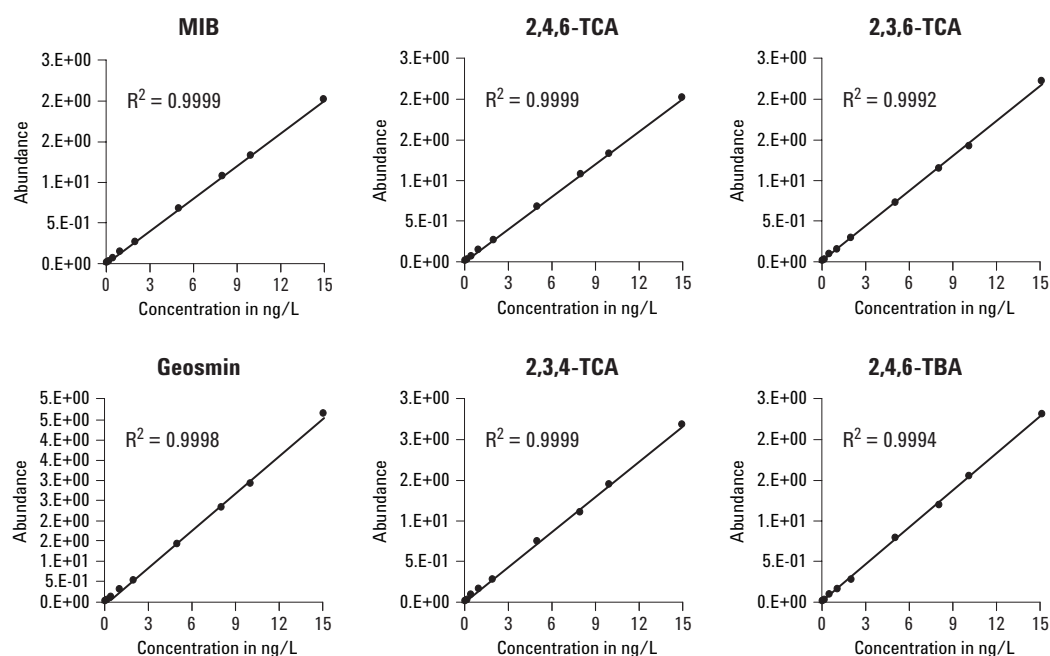 MIB
3.E+00
2.E+00
2.E+00
1.E+01
5.E-01
0.E+00
Abundance
R² = 0.9999
0 3 6 9 12 15
Concentration in ng/L
2,4,6-TCA
3.E+00
2.E+00
2.E+00
1.E+01
5.E-01
0.E+00
Abundance
R² = 0.9999
0 3 6 9 12 15
Concentration in ng/L
2,3,6-TCA
3.E+00
2.E+00
2.E+00
1.E+01
5.E-01
0.E+00
Abundance
R² = 0.9992
0 3 6 9 12 15
Concentration in ng/L
Geosmin
5.E+00
5.E+00
4.E+00
4.E+00
3.E+00
3.E+00
2.E+00
2.E+00
1.E+01
5.E-01
0.E+00
Abundance
R² = 0.9998
0 3 6 9 12 15
Concentration in ng/L
2,3,4-TCA
3.E+00
3.E+00
2.E+00
1.E+01
5.E-01
0.E+00
Abundance
R² = 0.9999
0 3 6 9 12 15
Concentration in ng/L
2,4,6-TBA
3.E+00
2.E+00
2.E+00
1.E+01
5.E-01
0.E+00
Abundance
R² = 0.9994
0 3 6 9 12 15
Concentration in ng/L